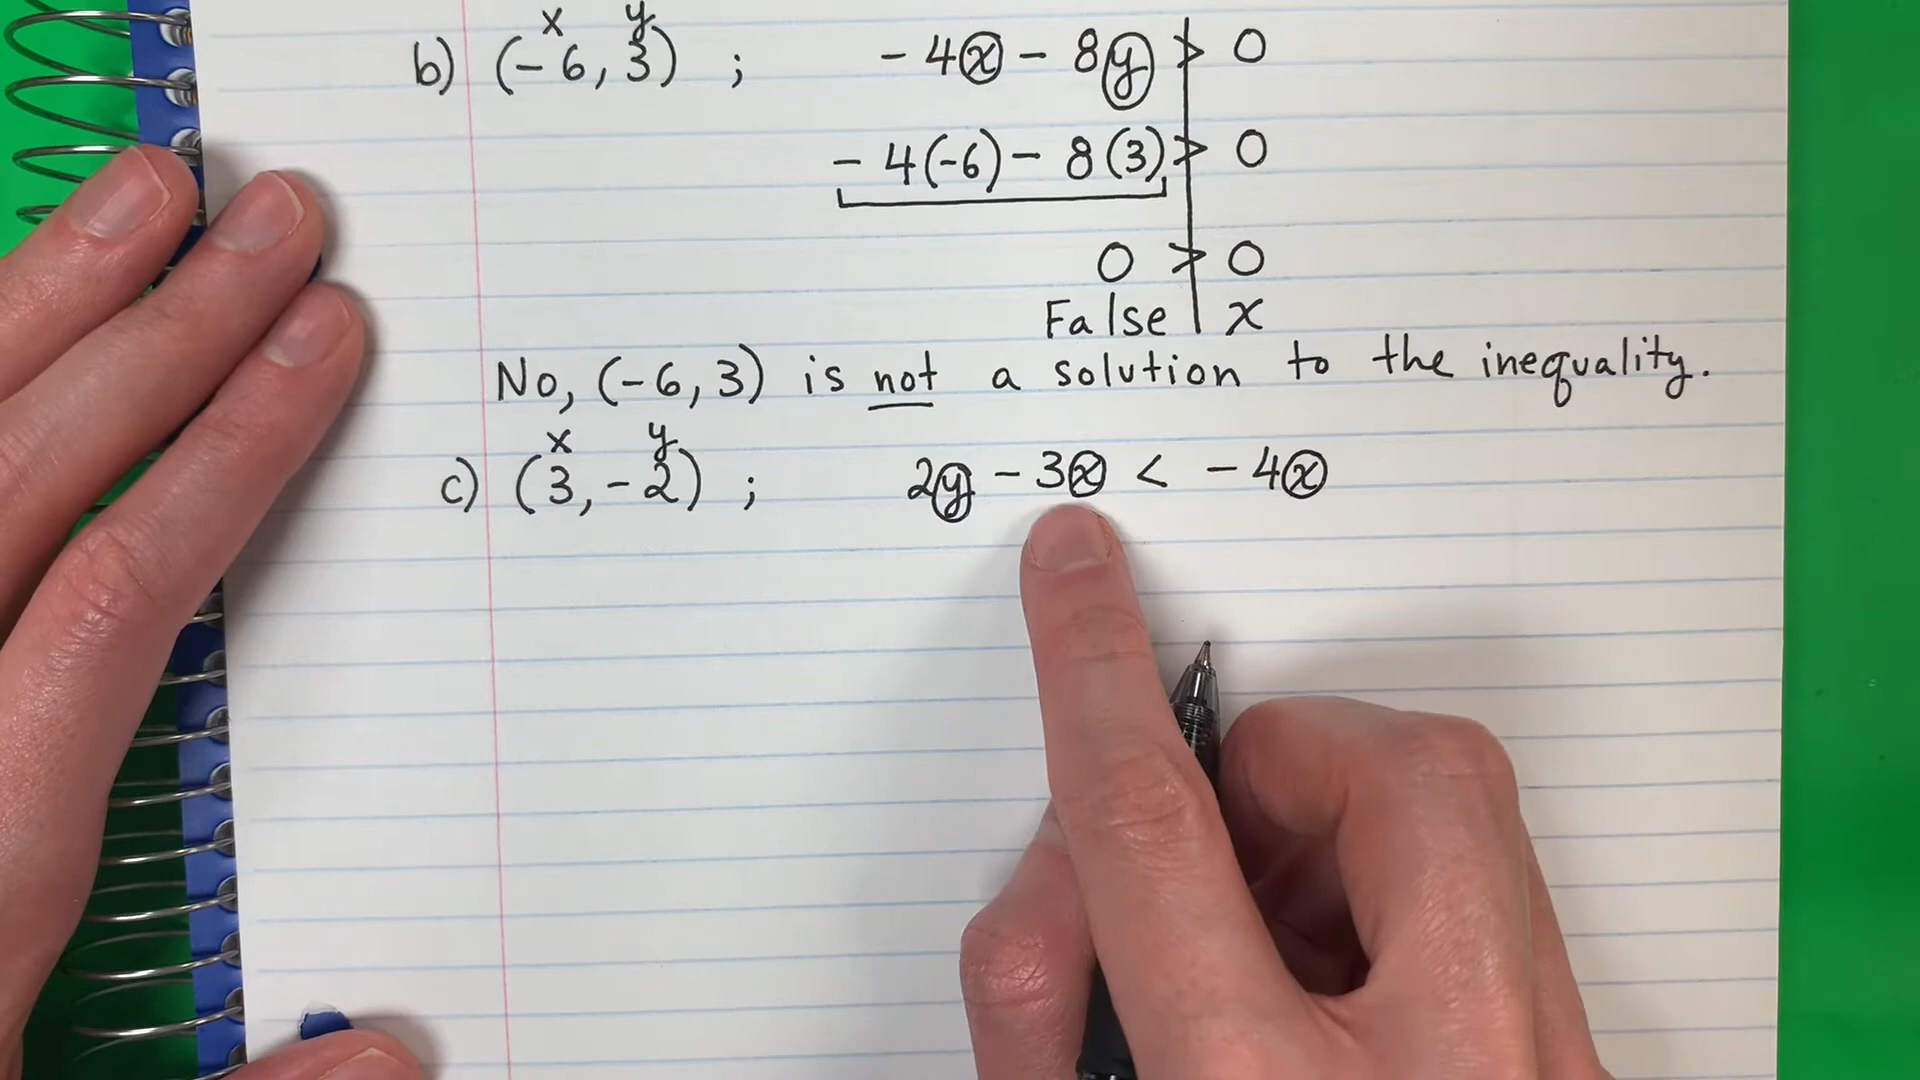 x y
b) (-6, 3) ; -4x - 8y > 0
-4(-6) - 8(3) > 0
0 > 0
False x
No, (-6, 3) is not a solution to the inequality.
x y
c) (3, -2) ; 2y - 3x < -4x